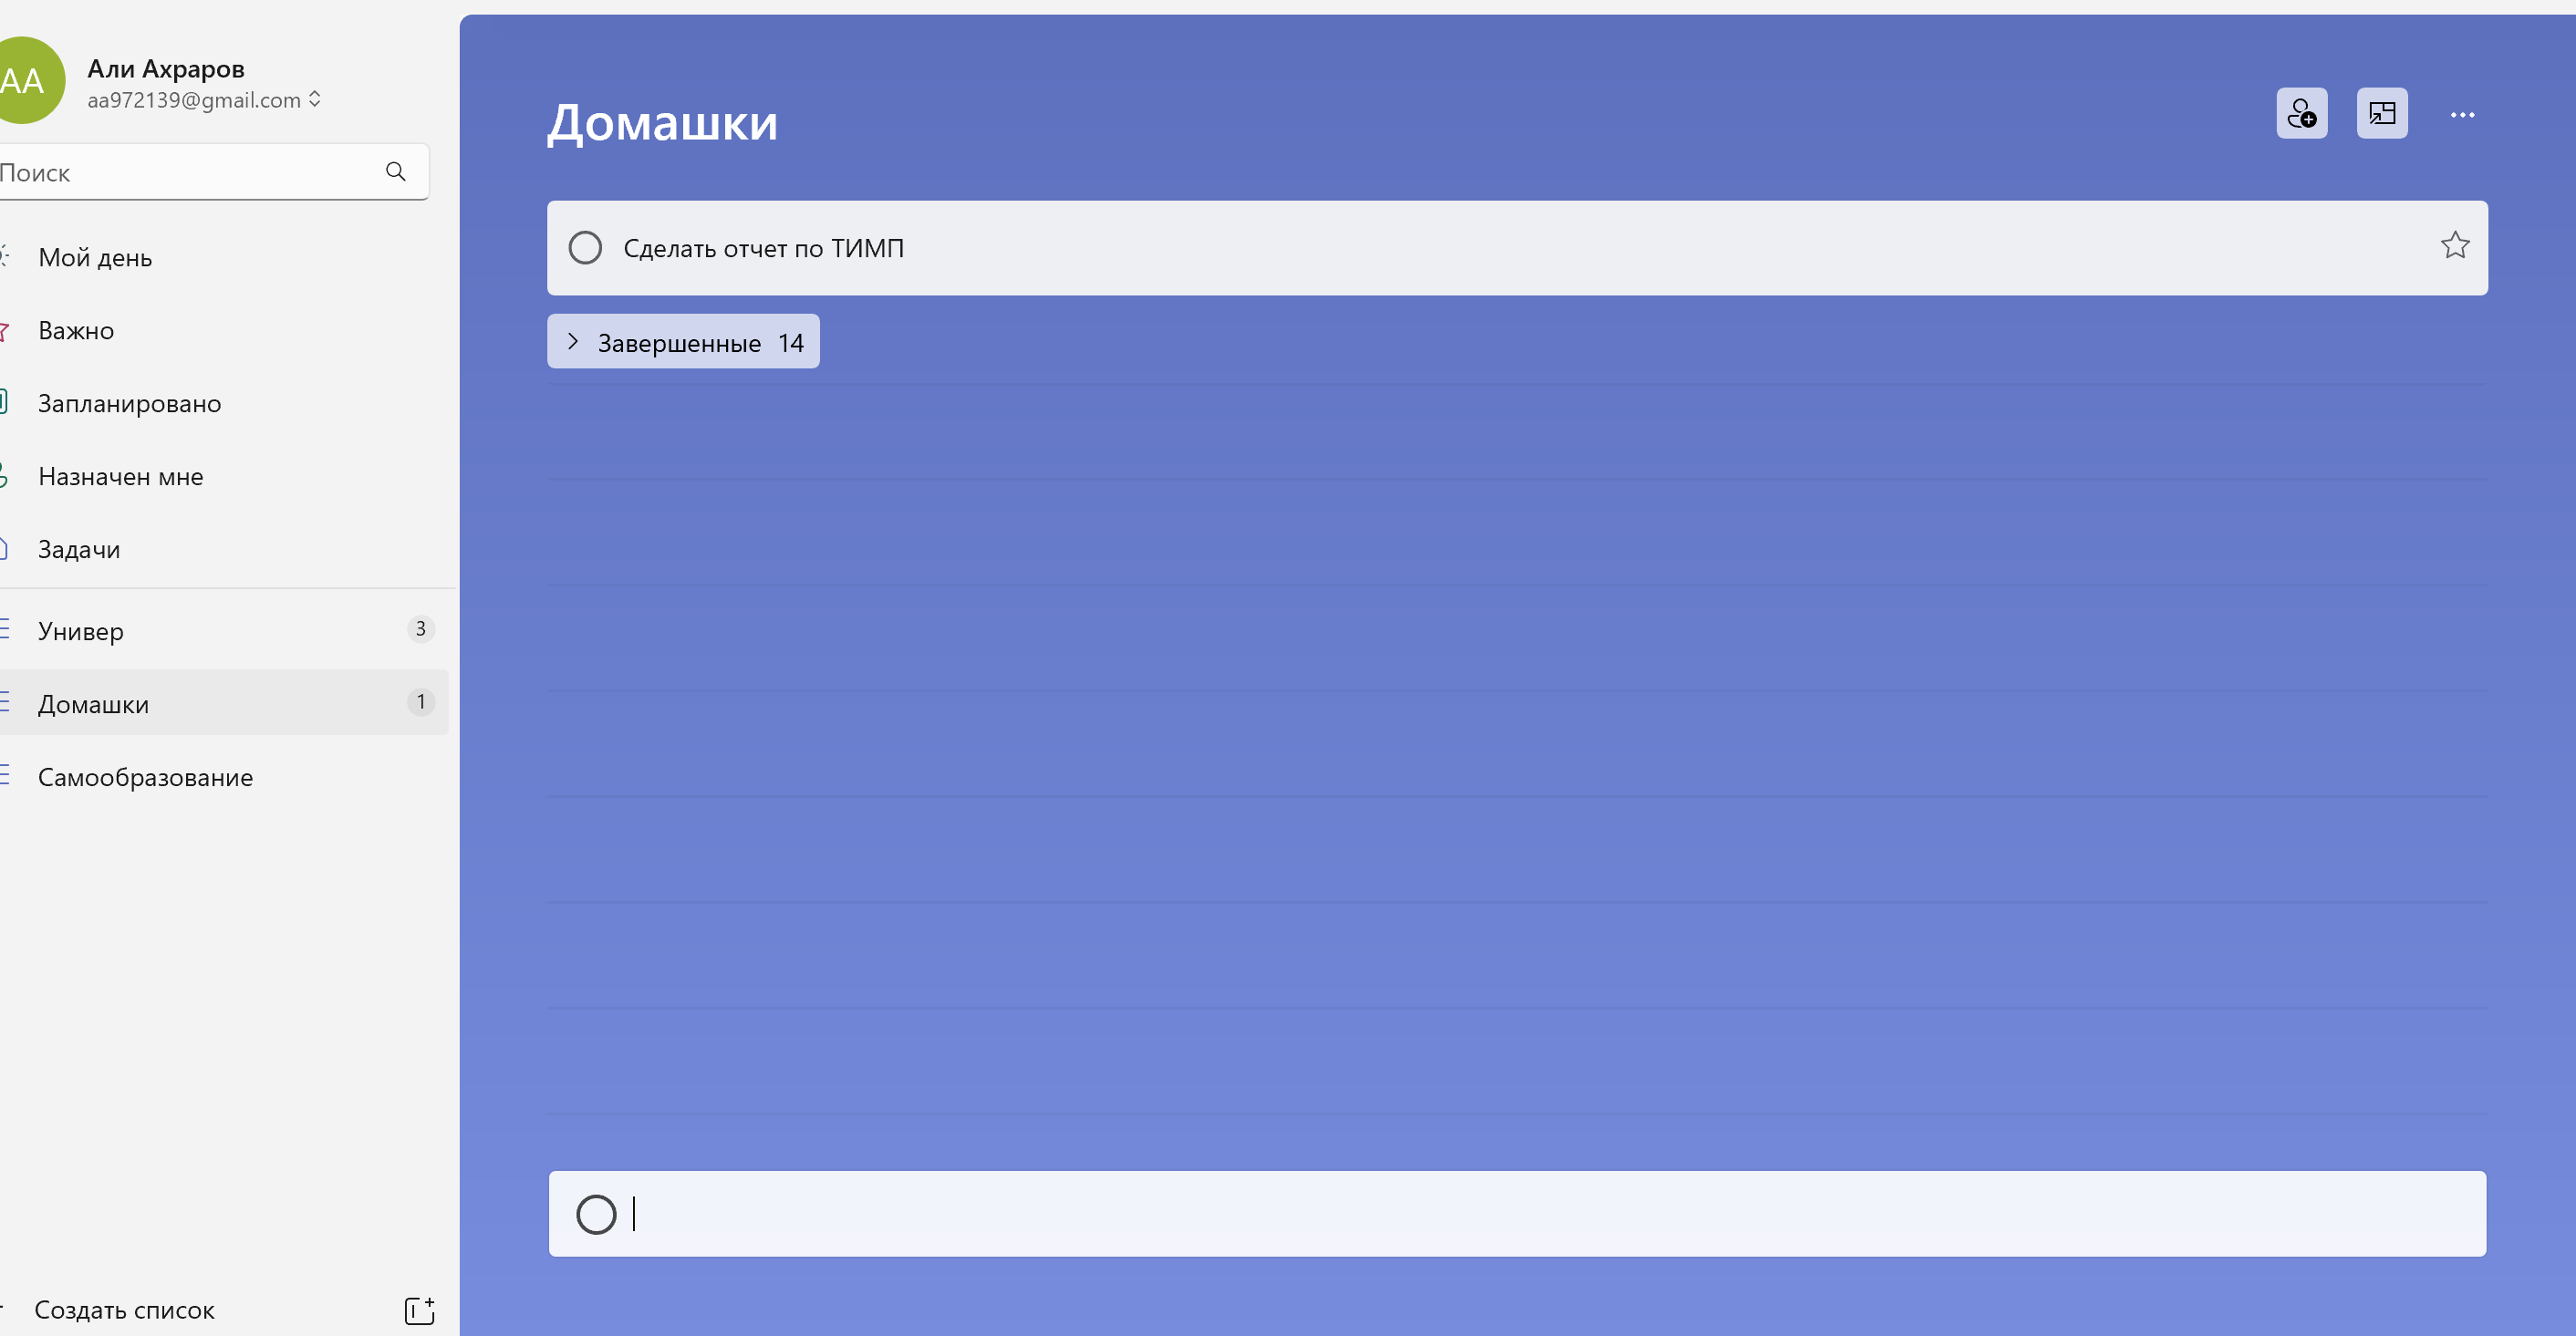 AA
Али Ахраров
aa972139@gmail.com
Поиск
Мой день
Важно
Запланировано
Назначен мне
Задачи
Универ 3
Домашки 1
Самообразование
Создать список
Домашки
Сделать отчет по ТИМП
Завершенные 14